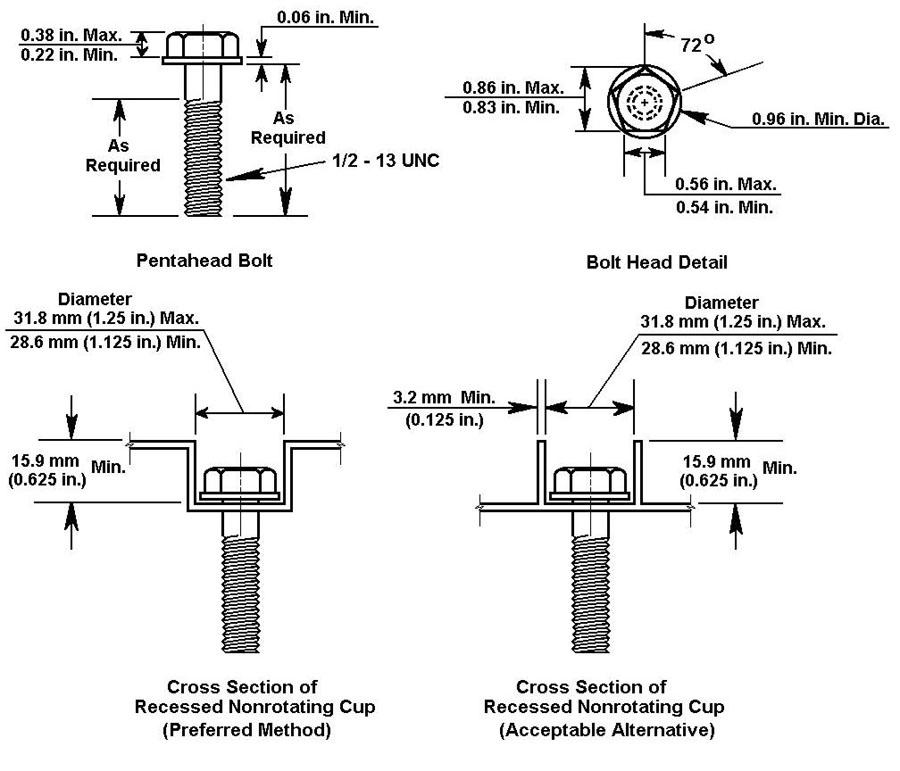 0.38 in. Max.
0.22 in. Min.
0.06 in. Min.
As
Required
As
Required
1/2 - 13 UNC
Pentahead Bolt
72°
0.86 in. Max.
0.83 in. Min.
0.96 in. Min. Dia.
0.56 in. Max.
0.54 in. Min.
Bolt Head Detail
Diameter
31.8 mm (1.25 in.) Max.
28.6 mm (1.125 in.) Min.
15.9 mm
(0.625 in.)
Min.
Cross Section of
Recessed Nonrotating Cup
(Preferred Method)
Diameter
31.8 mm (1.25 in.) Max.
28.6 mm (1.125 in.) Min.
3.2 mm Min.
(0.125 in.)
15.9 mm
(0.625 in.)
Min.
Cross Section of
Recessed Nonrotating Cup
(Acceptable Alternative)